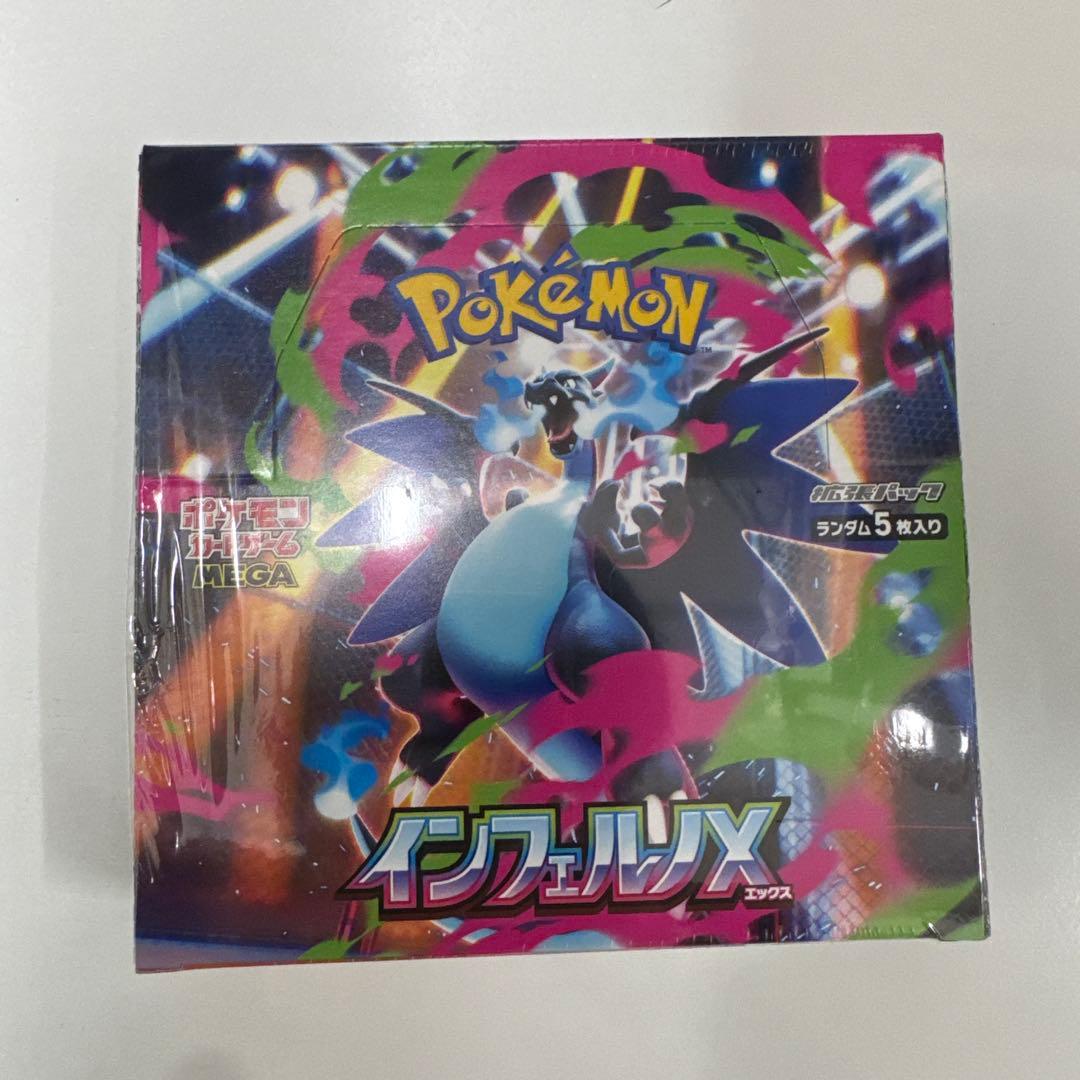 POKéMON
TM
拡張パック
ランダム5枚入り
ポケモン
カードゲーム
MEGA
インフェルノX
エックス